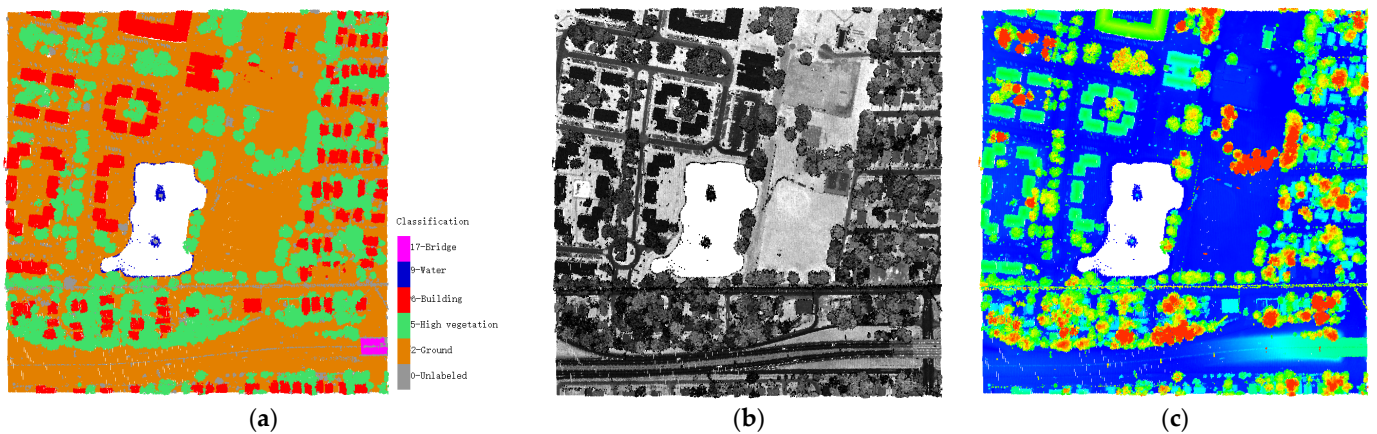 Classification
17-Bridge
9-Water
6-Building
5-High vegetation
2-Ground
0-Unlabeled
(a)
(b)
(c)